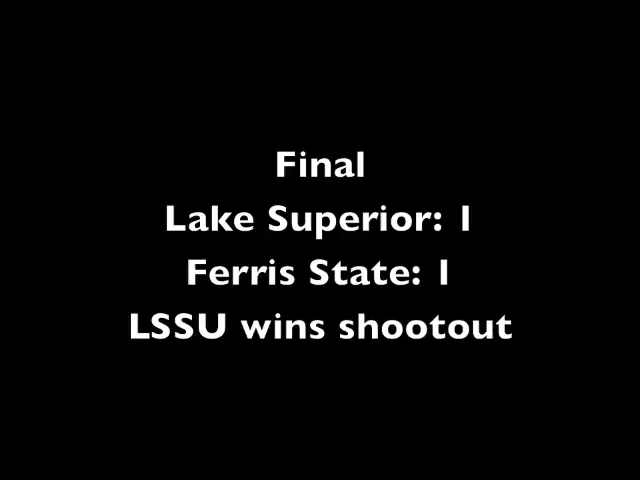 Final
Lake Superior: 1
Ferris State: 1
LSSU wins shootout